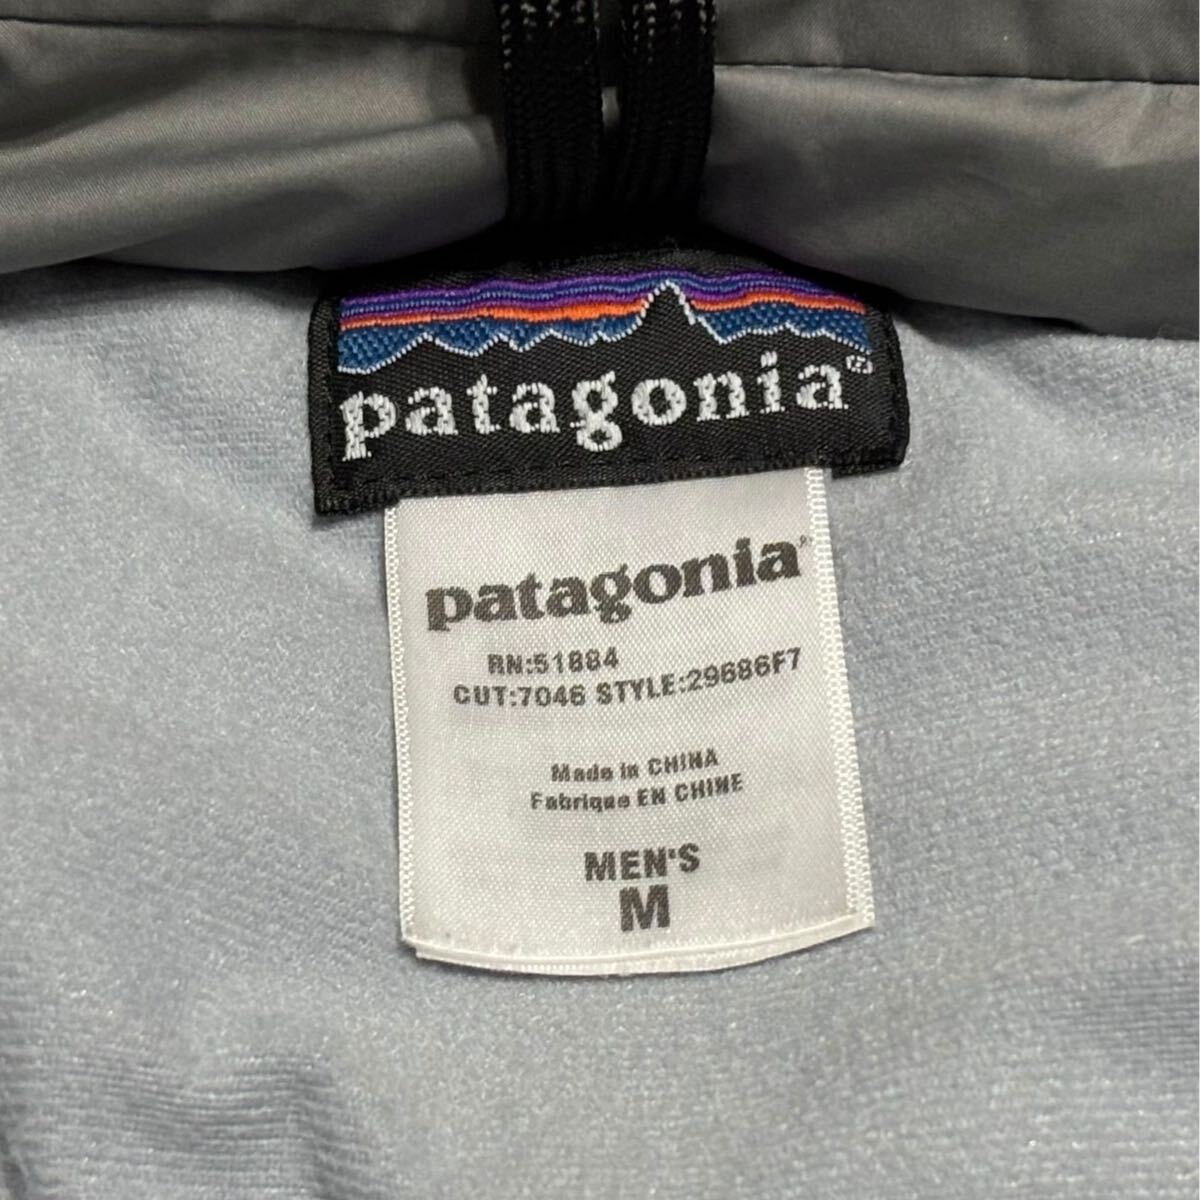 patagonia®
patagonia®
RN:51884
CUT:7046 STYLE:29686F7
Made in CHINA
Fabriqué EN CHINE
MEN'S
M